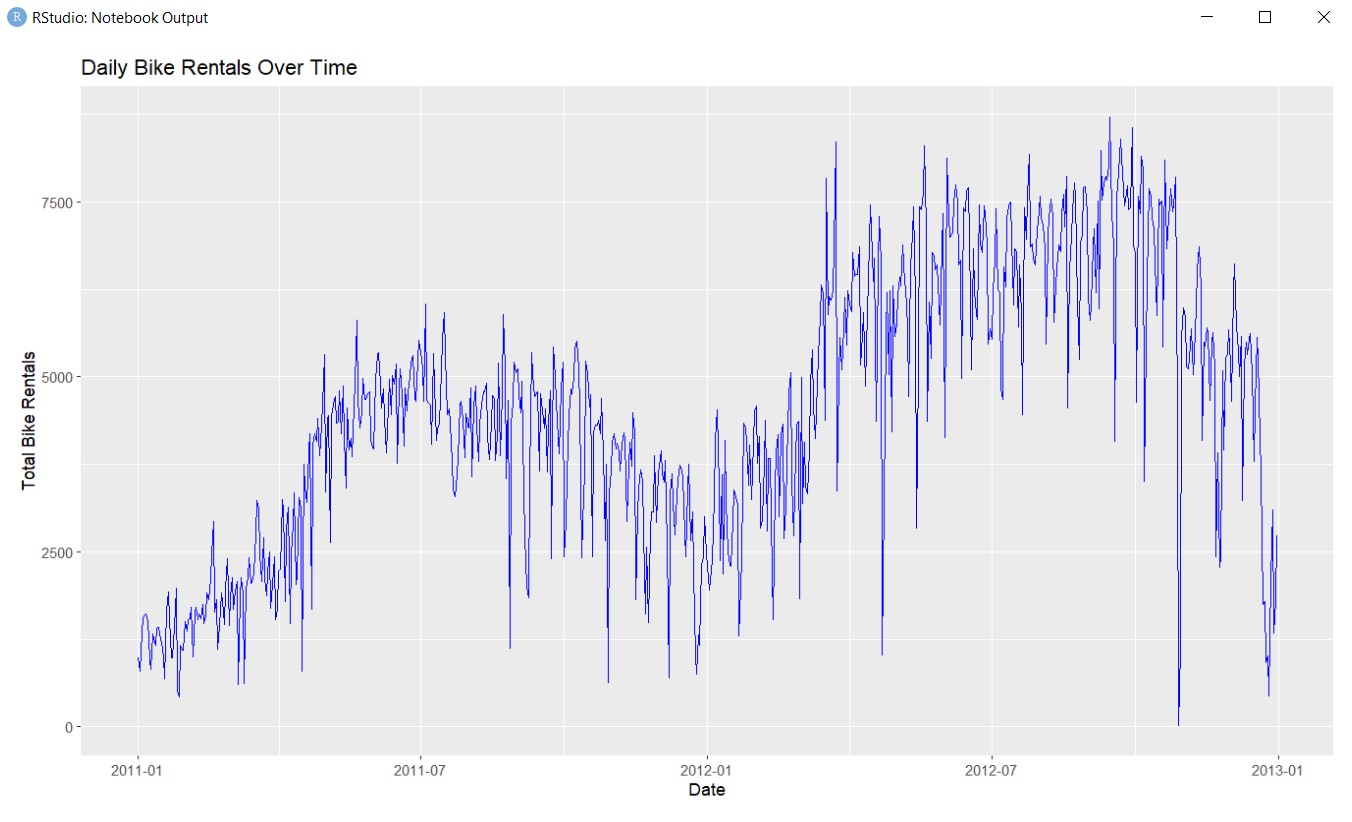 R RStudio: Notebook Output
Daily Bike Rentals Over Time
Total Bike Rentals
7500
5000
2500
0
2011-01 2011-07 2012-01 2012-07 2013-01
Date